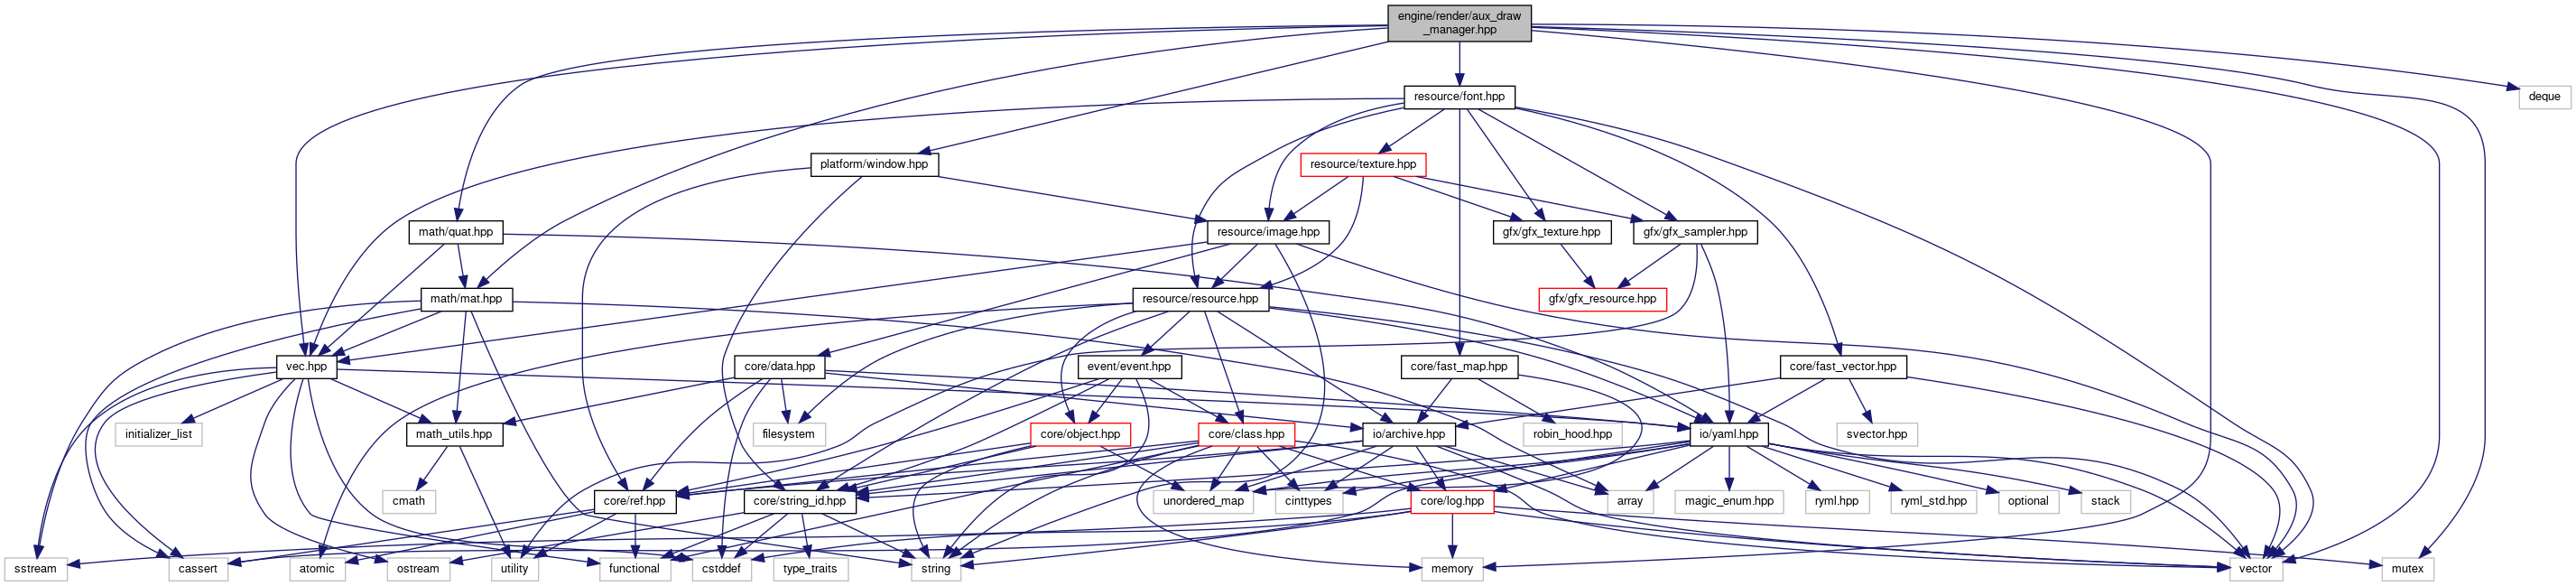 engine/render/aux_draw
_manager.hpp
deque
resource/font.hpp
platform/window.hpp
resource/texture.hpp
math/quat.hpp
resource/image.hpp
gfx/gfx_texture.hpp
gfx/gfx_sampler.hpp
math/mat.hpp
resource/resource.hpp
gfx/gfx_resource.hpp
vec.hpp
core/data.hpp
event/event.hpp
core/fast_map.hpp
core/fast_vector.hpp
initializer_list
math_utils.hpp
filesystem
core/object.hpp
core/class.hpp
io/archive.hpp
robin_hood.hpp
io/yaml.hpp
svector.hpp
cmath
core/ref.hpp
core/string_id.hpp
unordered_map
cinttypes
core/log.hpp
array
magic_enum.hpp
ryml.hpp
ryml_std.hpp
optional
stack
sstream
cassert
atomic
ostream
utility
functional
cstddef
type_traits
string
memory
vector
mutex